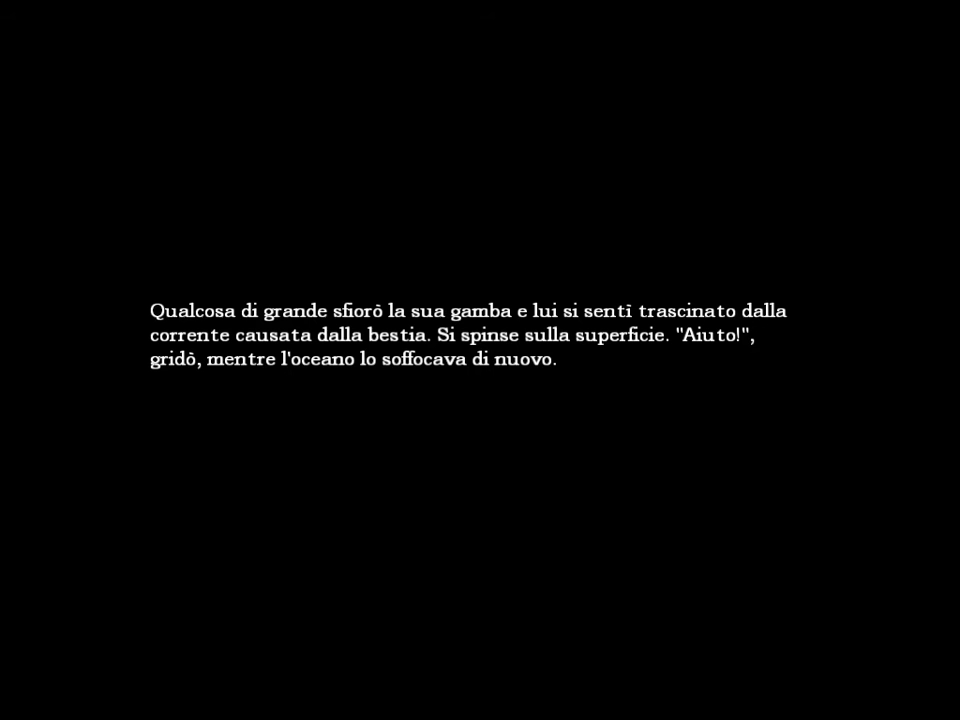 Qualcosa di grande sfiorò la sua gamba e lui si sentì trascinato dalla
corrente causata dalla bestia. Si spinse sulla superficie. "Aiuto!",
gridò, mentre l'oceano lo soffocava di nuovo.